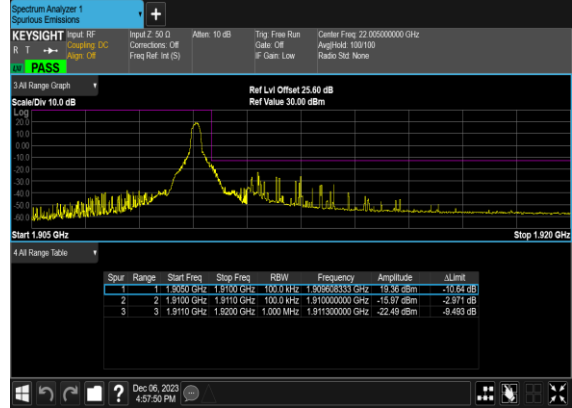 Spectrum Analyzer 1
Spurious Emissions
KEYSIGHT Input: RF Input Z: 50 Ω Atten: 10 dB Trig: Free Run Center Freq: 22.005000000 GHz
R T Coupling: DC Corrections: Off Gate: Off Avg|Hold: 100/100
Align: Off Freq Ref: Int (S) IF Gain: Low Radio Std: None
LW PASS
3 All Range Graph
Scale/Div 10.0 dB
Ref Lvl Offset 25.60 dB
Ref Value 30.00 dBm
Log
20.0
10.0
0.00
-10.0
-20.0
-30.0
-40.0
-50.0
-60.0
Start 1.905 GHz Stop 1.920 GHz
4 All Range Table
Spur Range Start Freq Stop Freq RBW Frequency Amplitude ΔLimit
1 1 1.9050 GHz 1.9100 GHz 100.0 kHz 1.909608333 GHz 19.36 dBm -10.64 dB
2 2 1.9100 GHz 1.9110 GHz 100.0 kHz 1.910000000 GHz -15.97 dBm -2.971 dB
3 3 1.9110 GHz 1.9200 GHz 1.000 MHz 1.911300000 GHz -22.49 dBm -9.493 dB
Dec 06, 2023
4:57:50 PM